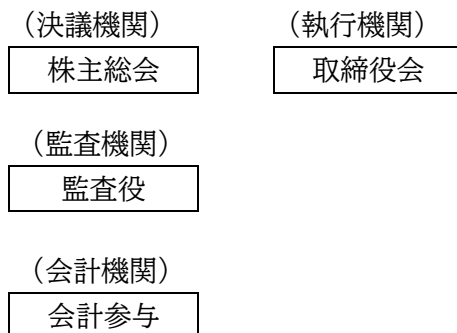 （決議機関）
株主総会
（執行機関）
取締役会
（監査機関）
監査役
（会計機関）
会計参与